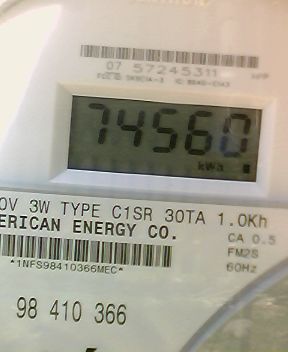 07 57245311
74560
kWh
0V 3W TYPE C1SR 30TA 1.0Kh
ERICAN ENERGY CO. CA 0.5
FM2S
*1NFS98410366MEC* 60Hz
98 410 366